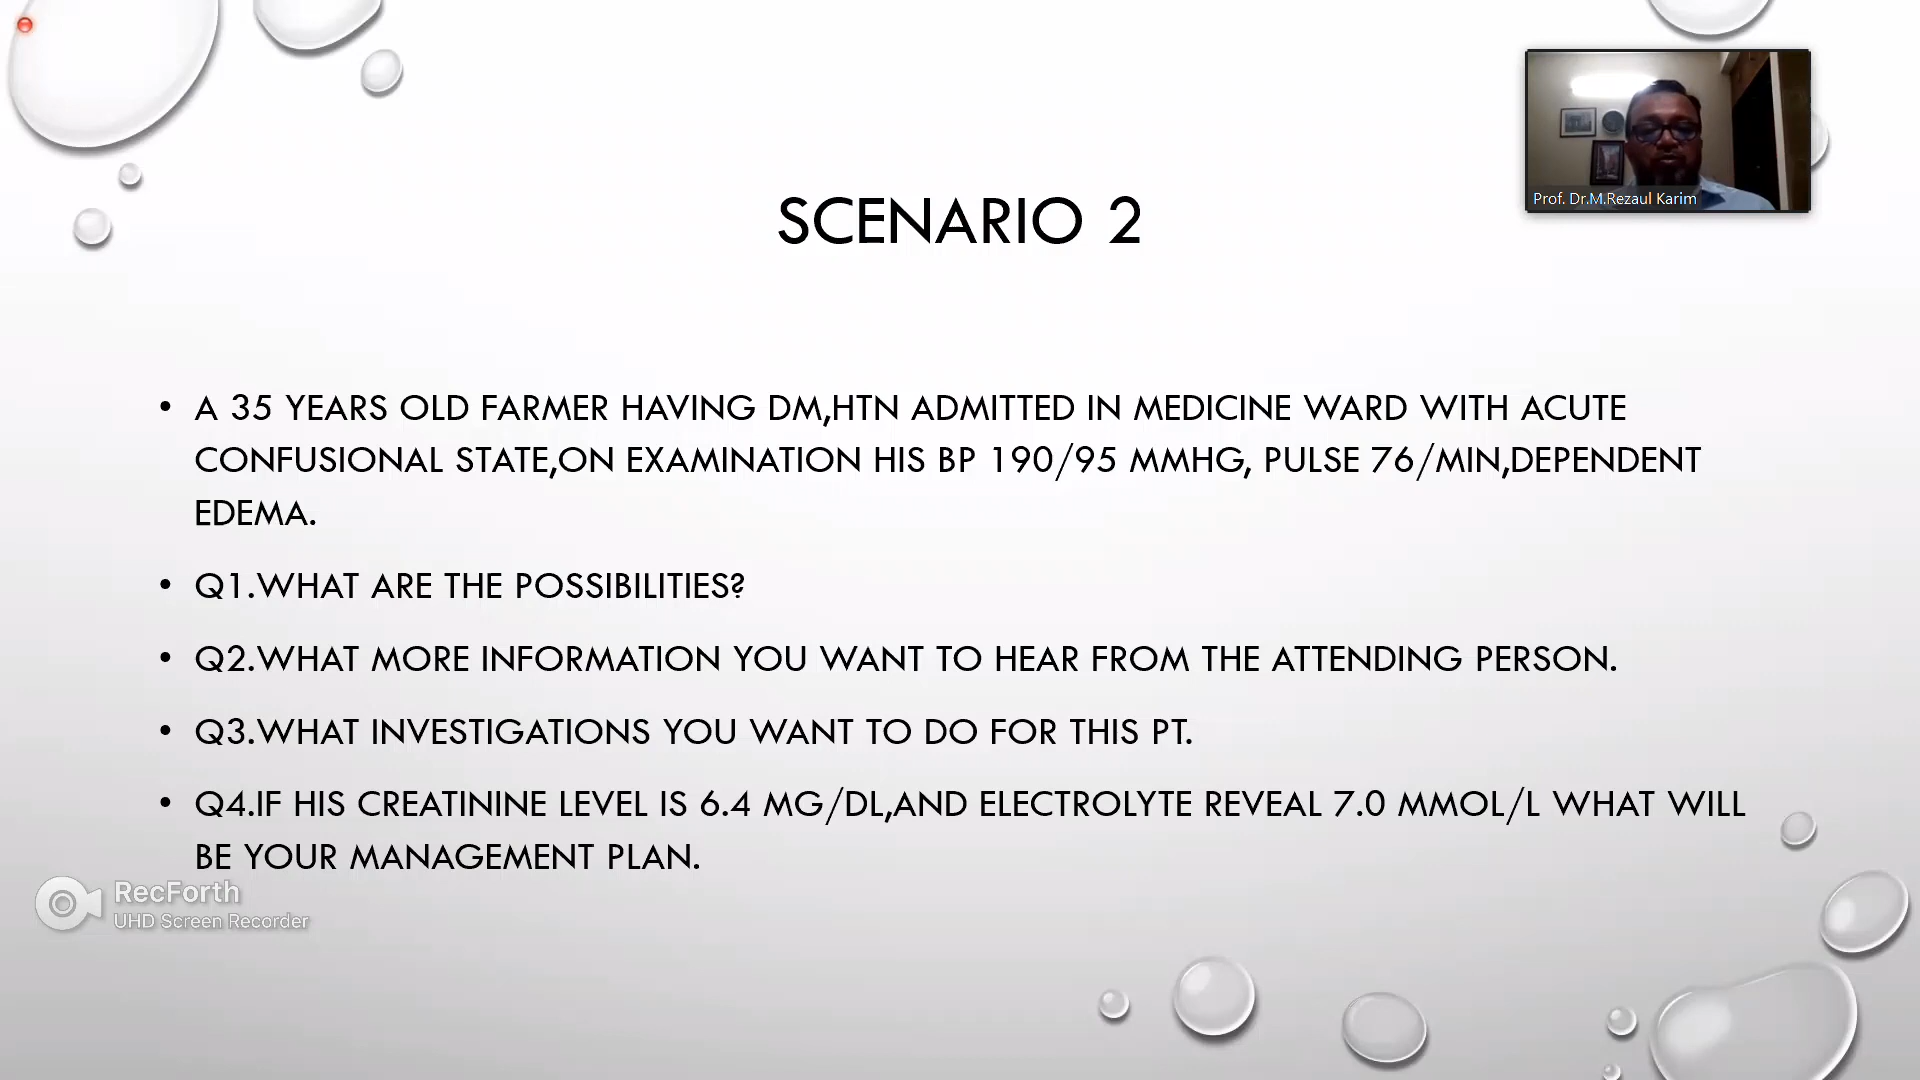 Prof. Dr.M.Rezaul Karim
SCENARIO 2
• A 35 YEARS OLD FARMER HAVING DM,HTN ADMITTED IN MEDICINE WARD WITH ACUTE
CONFUSIONAL STATE,ON EXAMINATION HIS BP 190/95 MMHG, PULSE 76/MIN,DEPENDENT
EDEMA.
• Q1.WHAT ARE THE POSSIBILITIES?
• Q2.WHAT MORE INFORMATION YOU WANT TO HEAR FROM THE ATTENDING PERSON.
• Q3.WHAT INVESTIGATIONS YOU WANT TO DO FOR THIS PT.
• Q4.IF HIS CREATININE LEVEL IS 6.4 MG/DL,AND ELECTROLYTE REVEAL 7.0 MMOL/L WHAT WILL
BE YOUR MANAGEMENT PLAN.
RecForth
UHD Screen Recorder